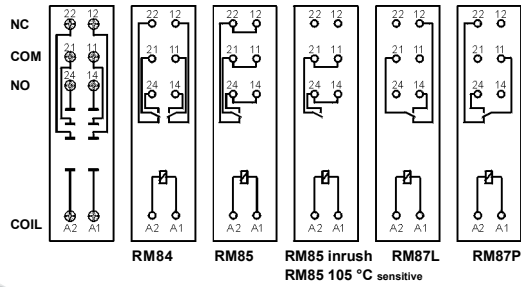 NC 22 12 22 12 22 12 22 12 22 12 22 12
COM 21 11 21 11 21 11 21 11 21 11 21 11
NO 24 14 24 14 24 14 24 14 24 14 24 14
COIL A2 A1 A2 A1 A2 A1 A2 A1 A2 A1 A2 A1
RM84 RM85 RM85 inrush RM87L RM87P
RM85 105 °C sensitive